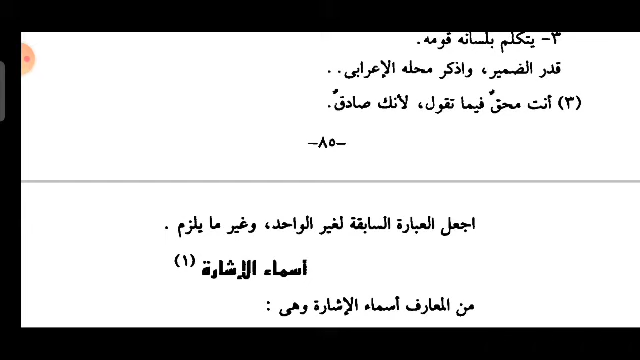 ٣- يتكلم بلسانه قومه.
قدر الضمير، واذكر محله الإعرابى..
(٣) أنت محقٌ فيما تقول، لأنك صادقٌ.
-٨٥-
اجعل العبارة السابقة لغير الواحد، وغير ما يلزم .
أسماء الإشارة (١)
من المعارف أسماء الإشارة وهى :